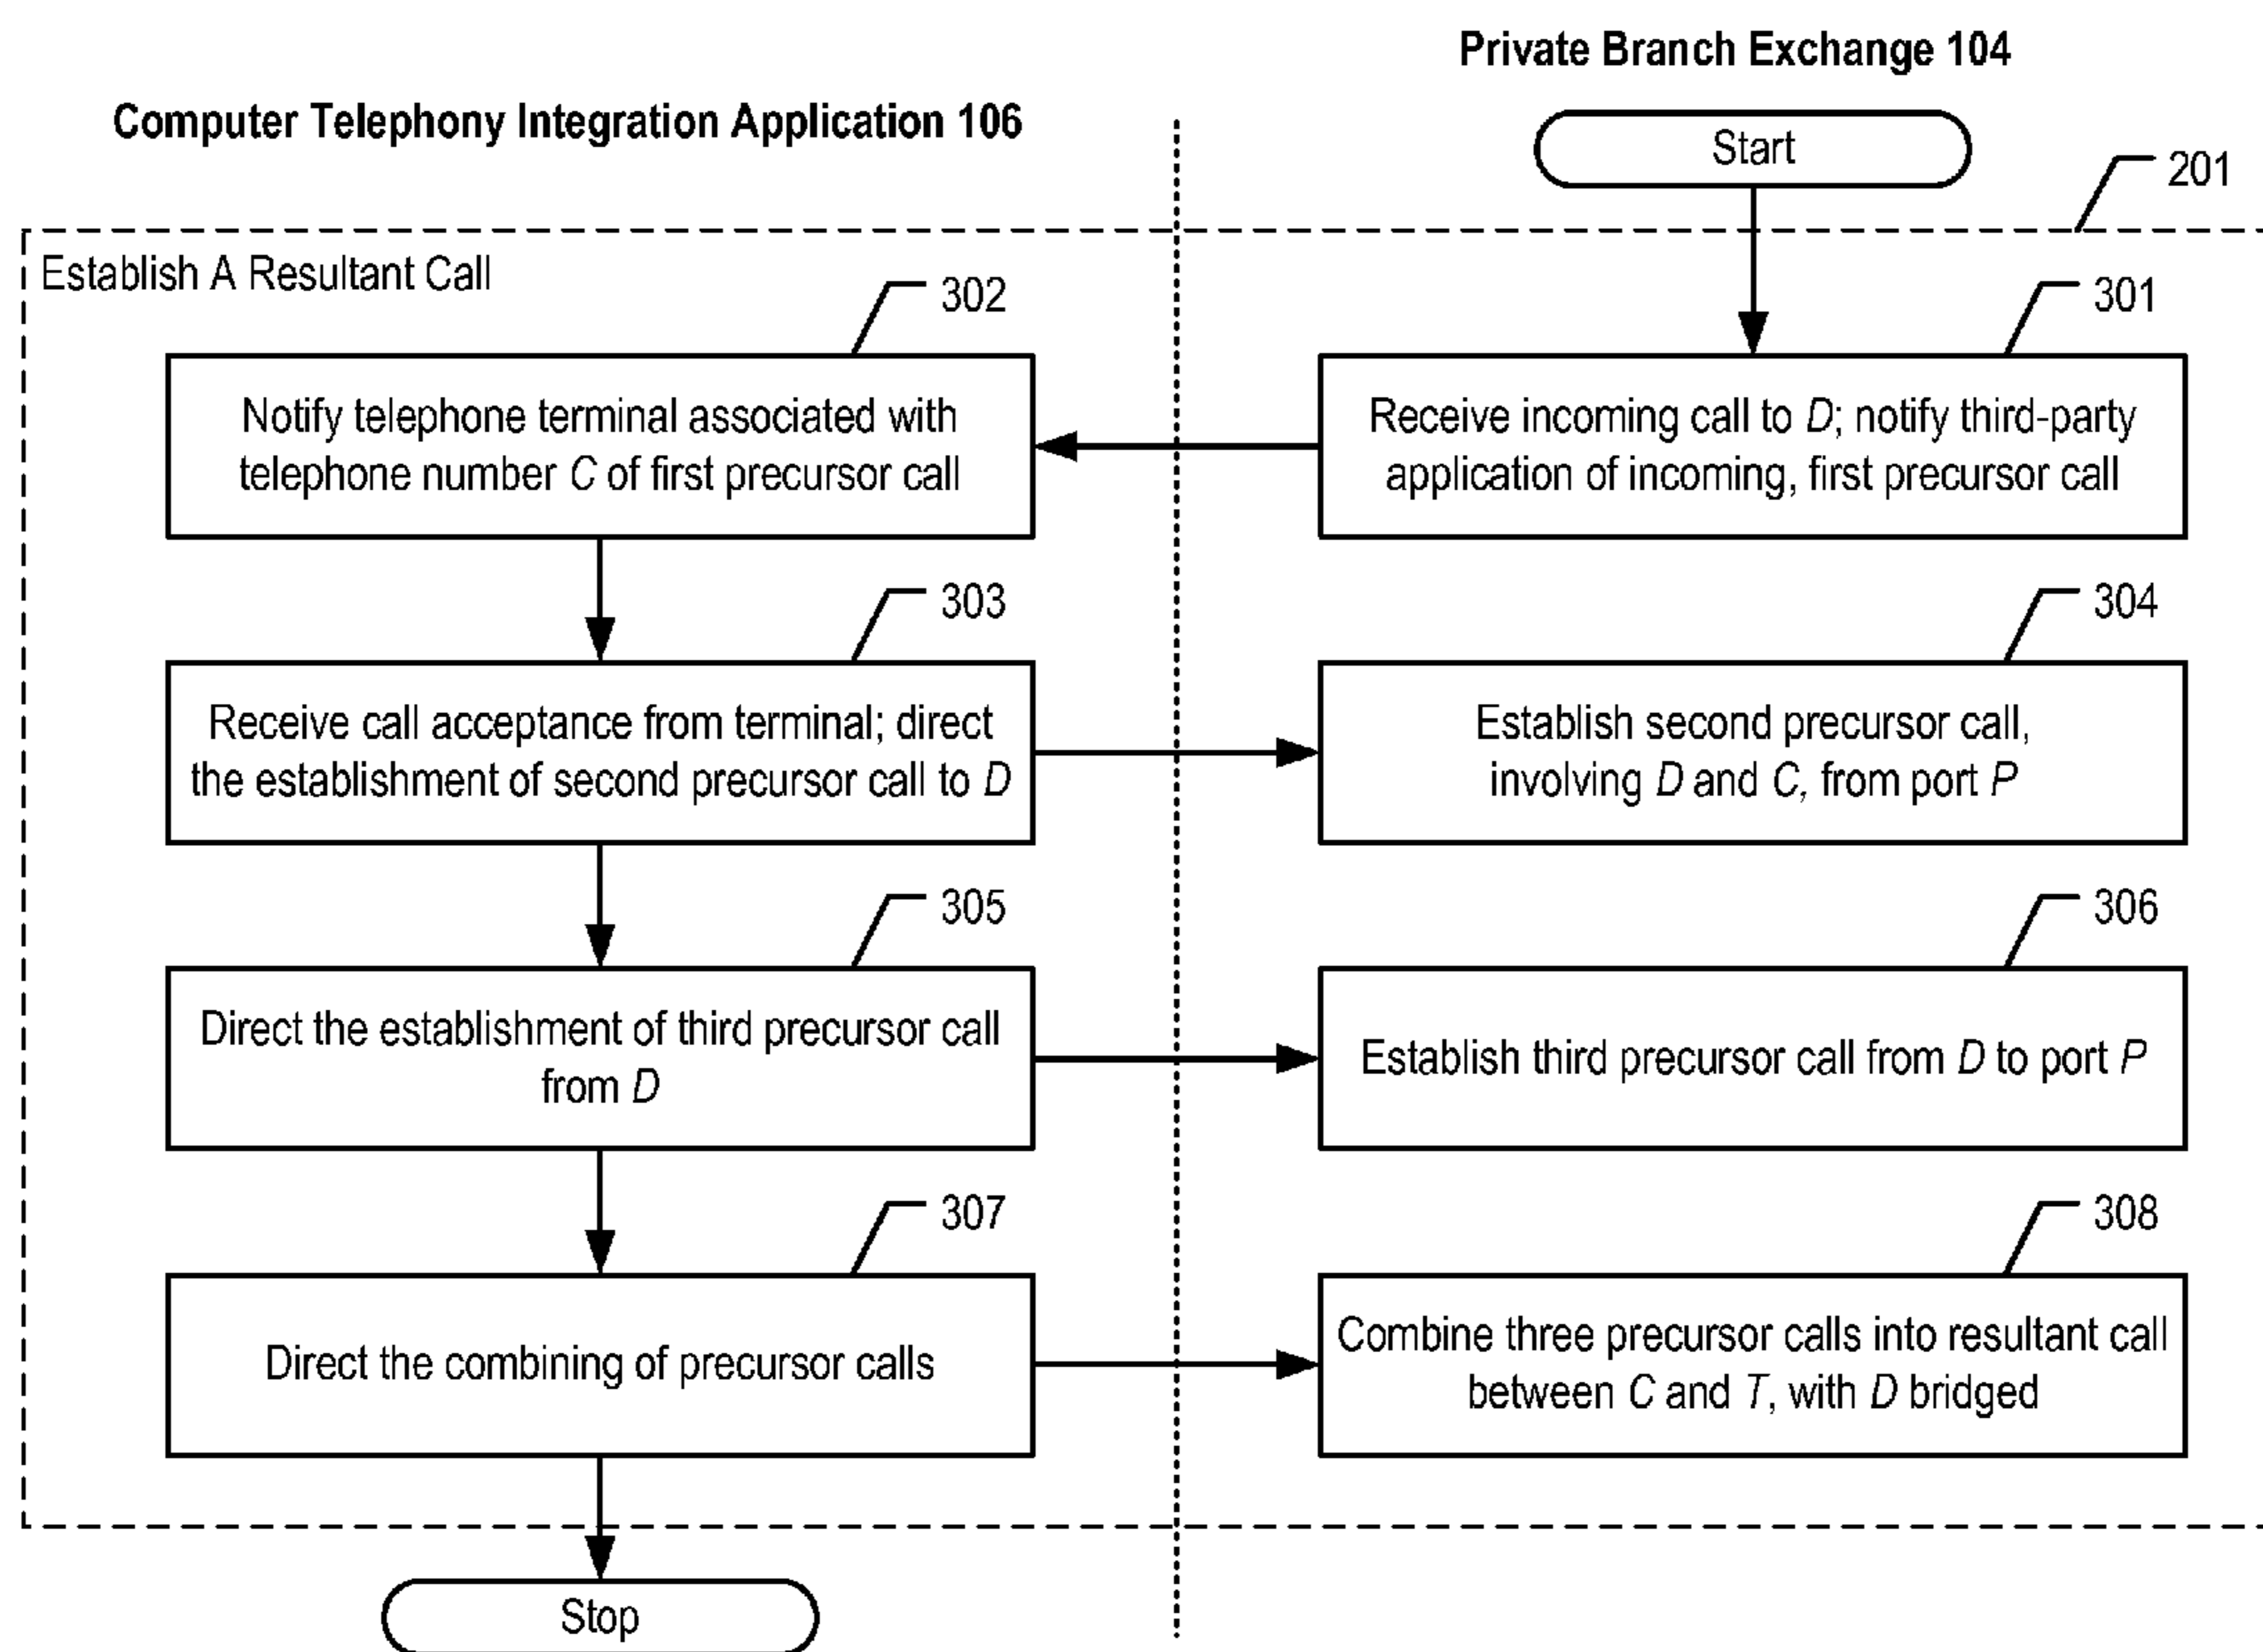 Private Branch Exchange 104
Computer Telephony Integration Application 106
Start
201
Establish A Resultant Call
302
301
Notify telephone terminal associated with
telephone number C of first precursor call
Receive incoming call to D; notify third-party
application of incoming, first precursor call
303
304
Receive call acceptance from terminal; direct
the establishment of second precursor call to D
Establish second precursor call,
involving D and C, from port P
305
306
Direct the establishment of third precursor call
from D
Establish third precursor call from D to port P
307
308
Direct the combining of precursor calls
Combine three precursor calls into resultant call
between C and T, with D bridged
Stop